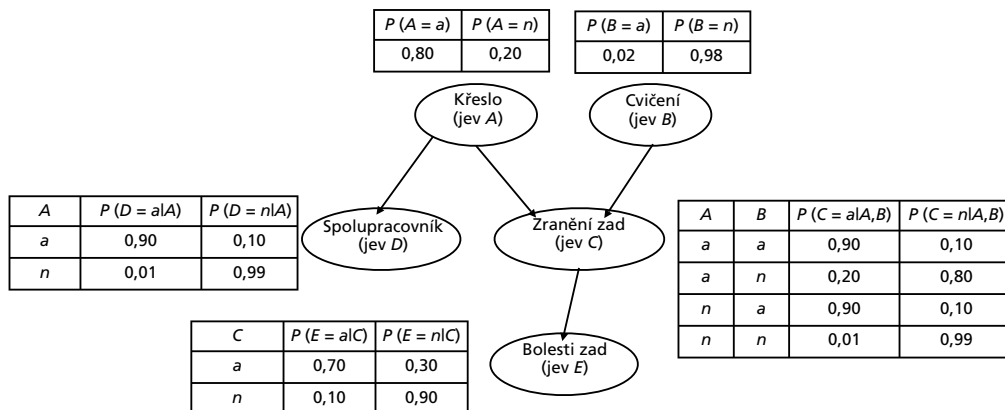 P (A = a) P (A = n)
0,80 0,20
P (B = a) P (B = n)
0,02 0,98
Křeslo
(jev A)
Cvičení
(jev B)
A P (D = a|A) P (D = n|A)
a 0,90 0,10
n 0,01 0,99
Spolupracovník
(jev D)
Zranění zad
(jev C)
A B P (C = a|A,B) P (C = n|A,B)
a a 0,90 0,10
a n 0,20 0,80
n a 0,90 0,10
n n 0,01 0,99
C P (E = a|C) P (E = n|C)
a 0,70 0,30
n 0,10 0,90
Bolesti zad
(jev E)